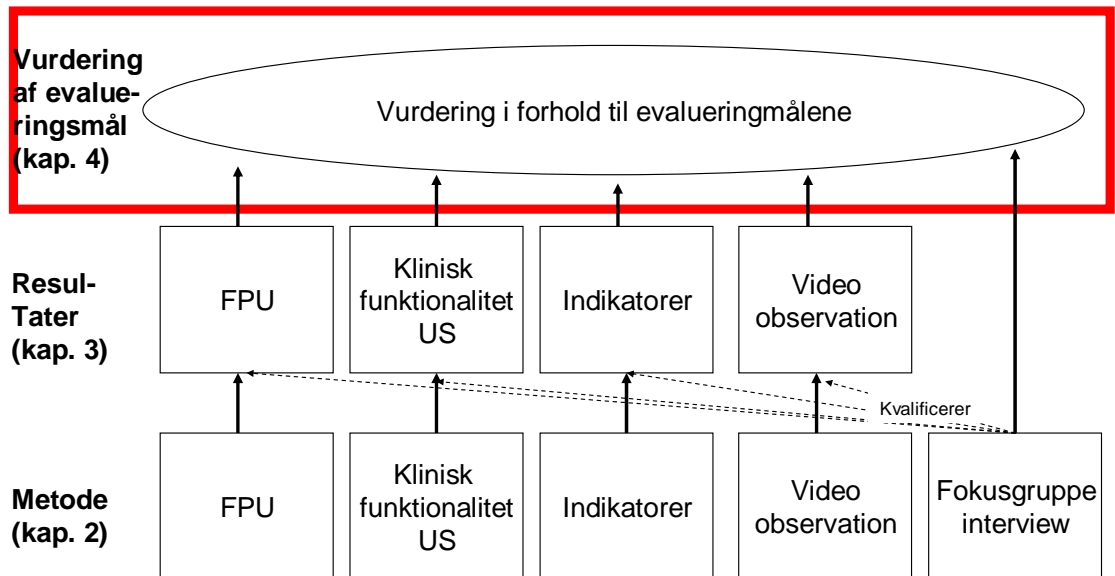 Vurdering
af evalue-
ringsmål
(kap. 4)
Vurdering i forhold til evalueringmålene
Resul-
Tater
(kap. 3)
FPU
Klinisk
funktionalitet
US
Indikatorer
Video
observation
Kvalificerer
Metode
(kap. 2)
FPU
Klinisk
funktionalitet
US
Indikatorer
Video
observation
Fokusgruppe
interview